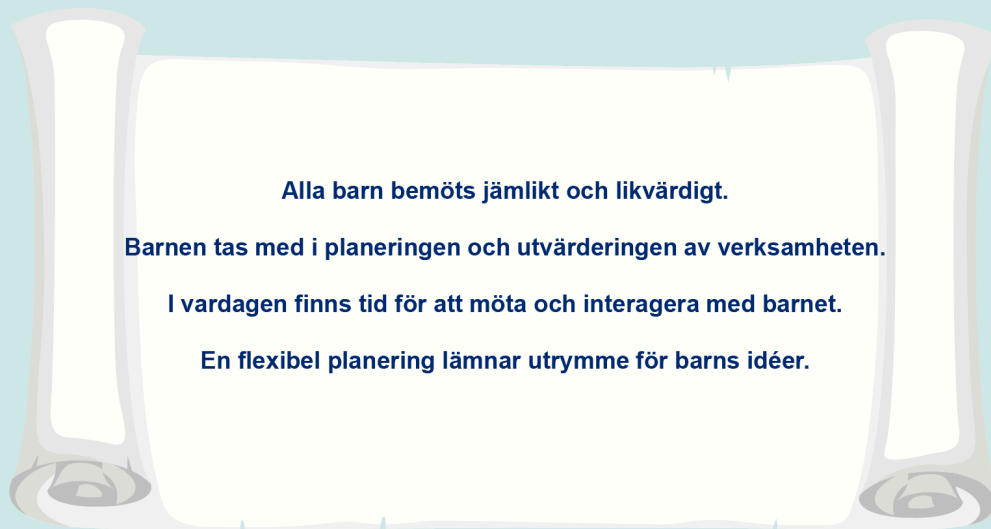 Alla barn bemöts jämlikt och likvärdigt.
Barnen tas med i planeringen och utvärderingen av verksamheten.
I vardagen finns tid för att möta och interagera med barnet.
En flexibel planering lämnar utrymme för barns idéer.